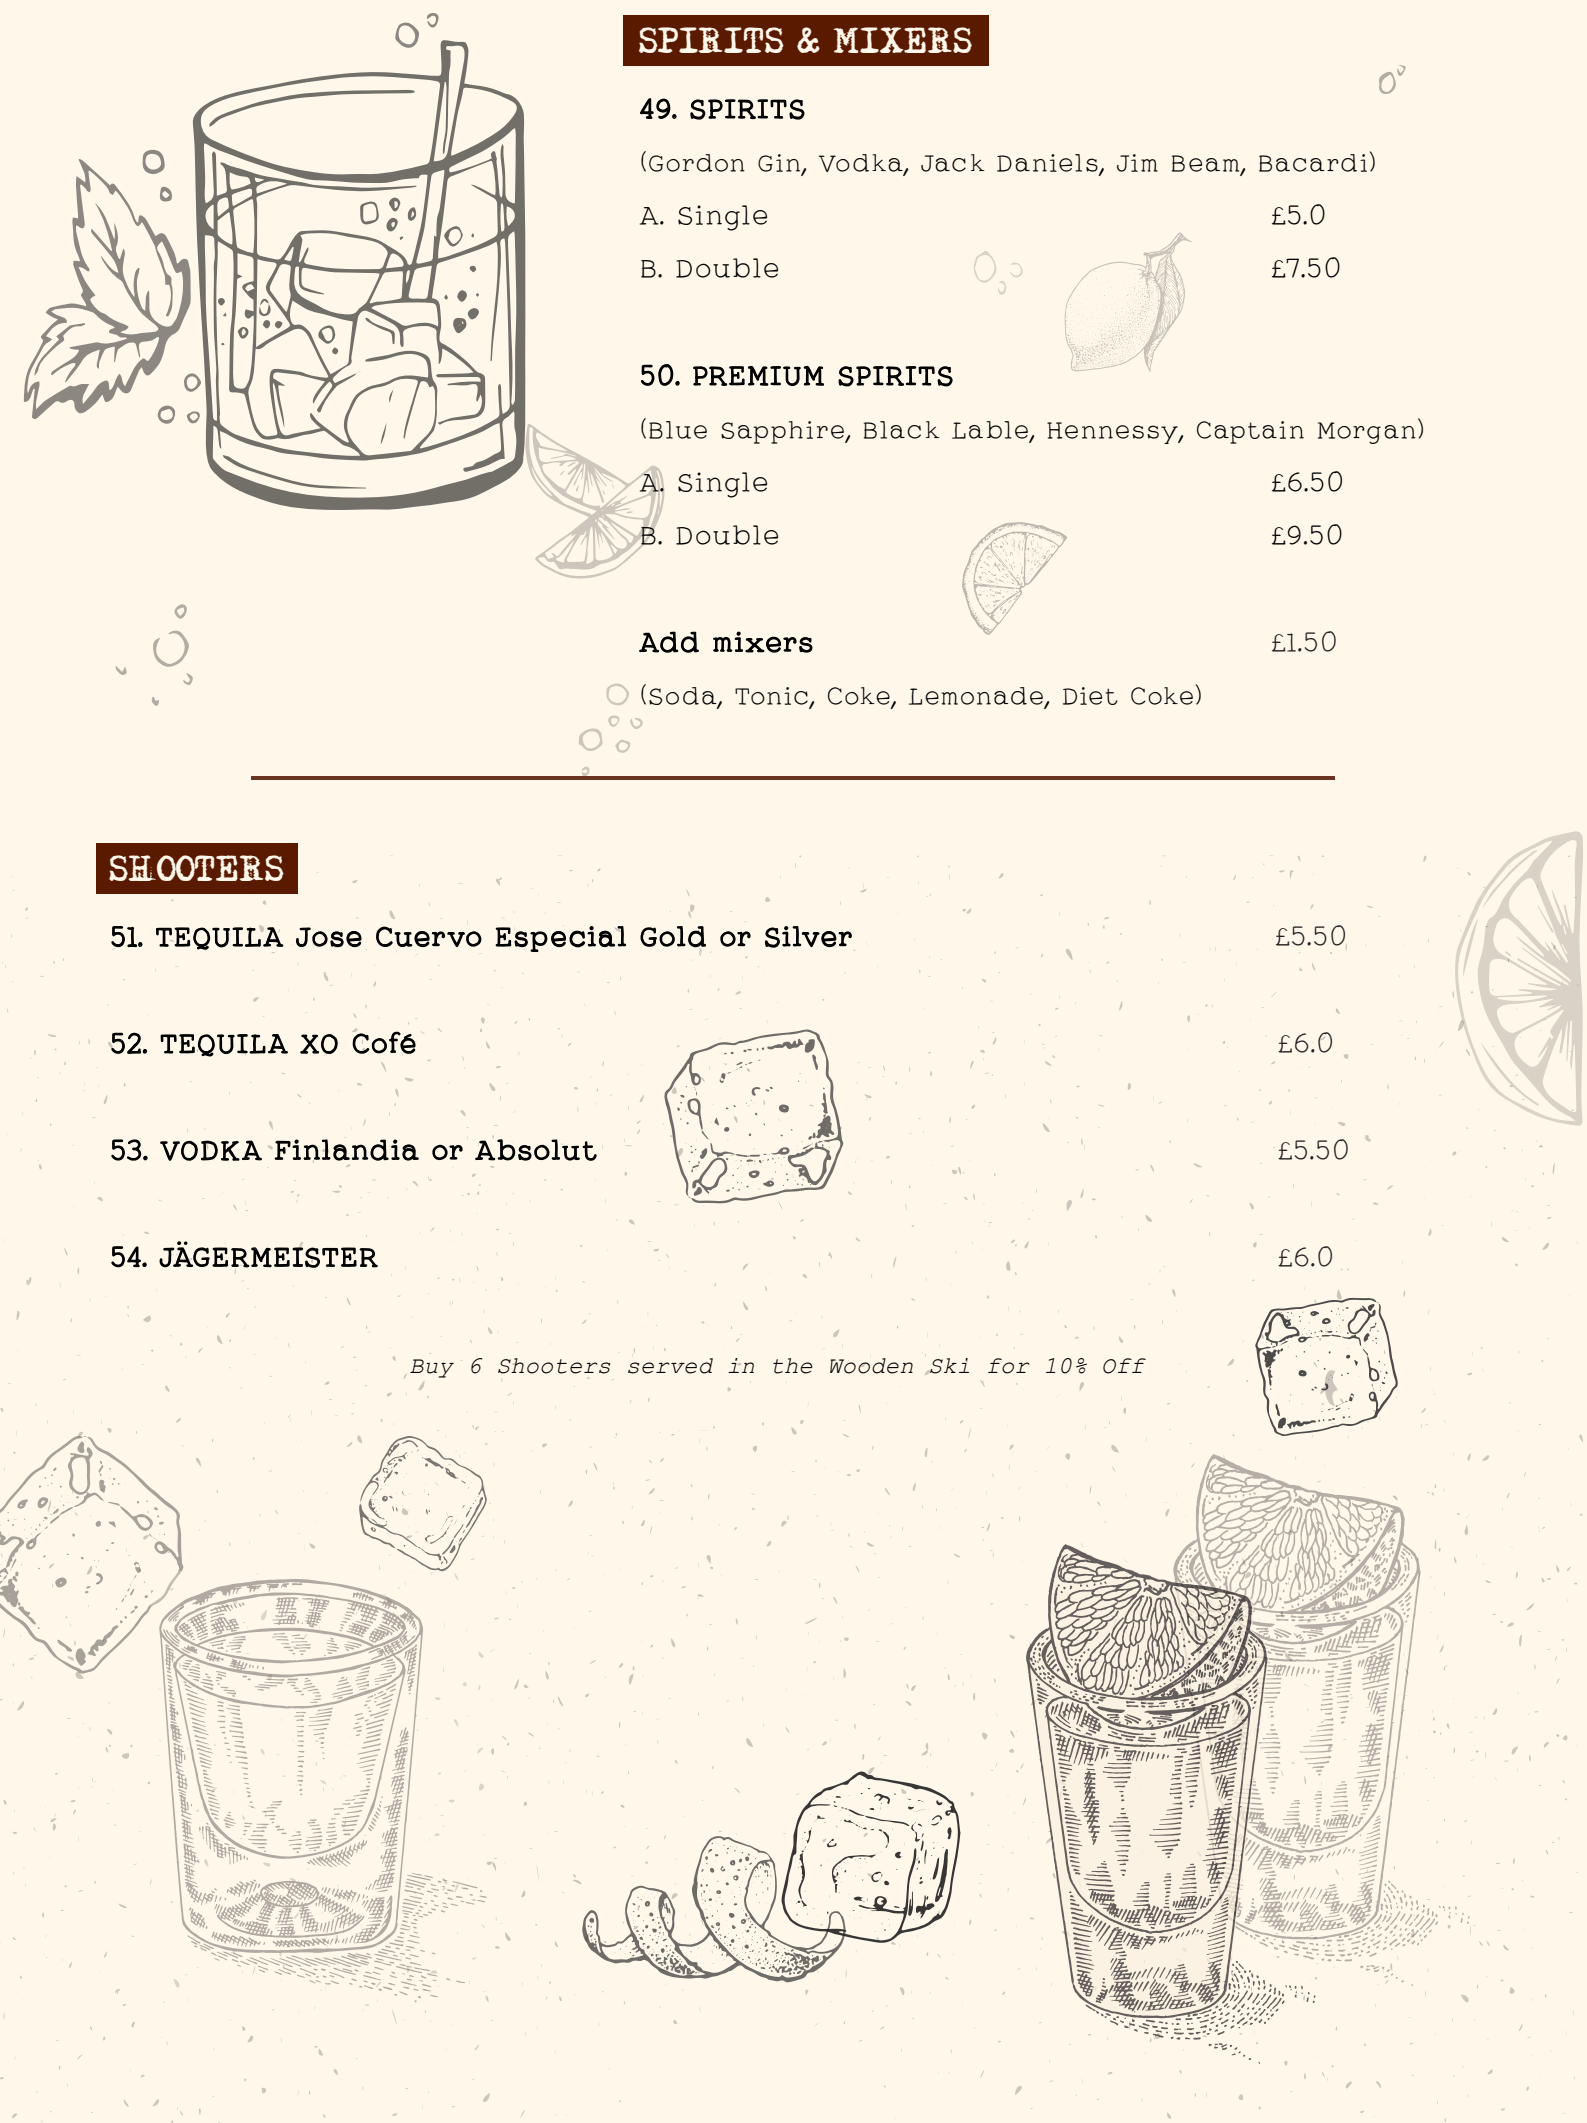 SPIRITS & MIXERS
49. SPIRITS
(Gordon Gin, Vodka, Jack Daniels, Jim Beam, Bacardi)
A. Single £5.0
B. Double £7.50
50. PREMIUM SPIRITS
(Blue Sapphire, Black Lable, Hennessy, Captain Morgan)
A. Single £6.50
B. Double £9.50
Add mixers £1.50
(Soda, Tonic, Coke, Lemonade, Diet Coke)
SHOOTERS
51. TEQUILA Jose Cuervo Especial Gold or Silver £5.50
52. TEQUILA XO Cofé £6.0
53. VODKA Finlandia or Absolut £5.50
54. JÄGERMEISTER £6.0
Buy 6 Shooters served in the Wooden Ski for 10% Off